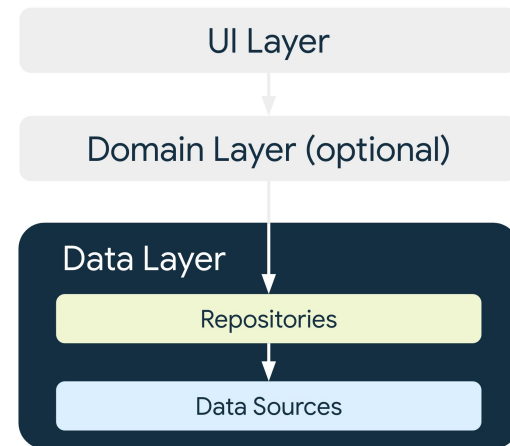 UI Layer
Domain Layer (optional)
Data Layer
Repositories
Data Sources